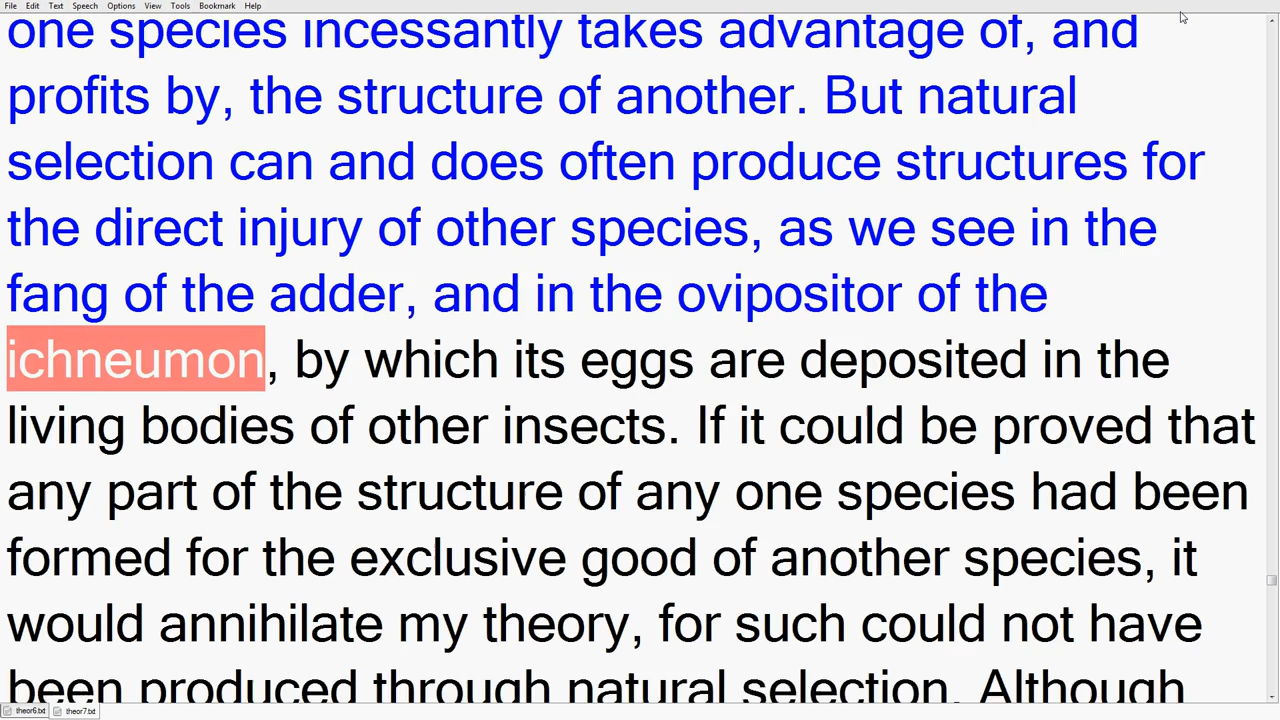 File Edit Text Speech Options View Tools Bookmark Help
one species incessantly takes advantage of, and
profits by, the structure of another. But natural
selection can and does often produce structures for
the direct injury of other species, as we see in the
fang of the adder, and in the ovipositor of the
ichneumon, by which its eggs are deposited in the
living bodies of other insects. If it could be proved that
any part of the structure of any one species had been
formed for the exclusive good of another species, it
would annihilate my theory, for such could not have
been produced through natural selection. Although
theor6.txt theor7.txt